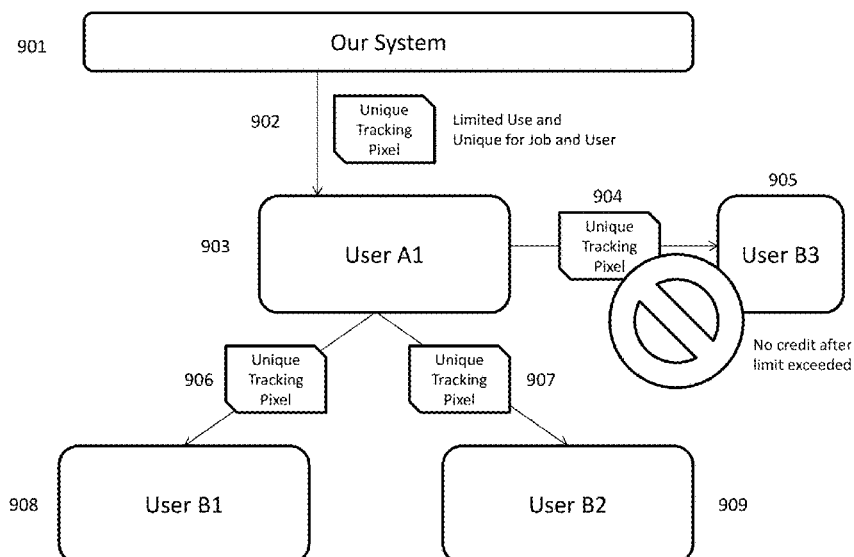 901
Our System
902
Unique
Tracking
Pixel
Limited Use and
Unique for Job and User
903
User A1
904
Unique
Tracking
Pixel
905
User B3
No credit after
limit exceeded
906
Unique
Tracking
Pixel
Unique
Tracking
Pixel
907
908
User B1
User B2
909